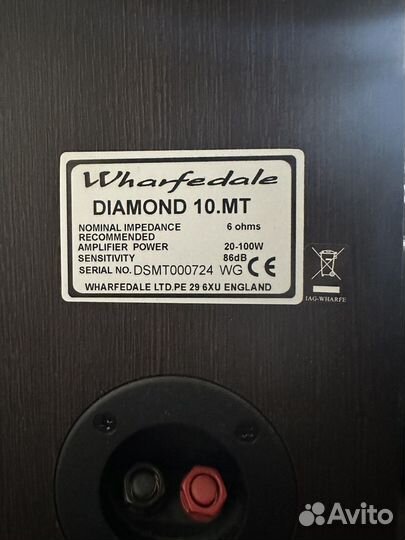 Wharfedale
DIAMOND 10.MT
NOMINAL IMPEDANCE 6 ohms
RECOMMENDED
AMPLIFIER POWER 20-100W
SENSITIVITY 86dB
SERIAL NO. DSMT000724 WG CE
WHARFEDALE LTD.PE 29 6XU ENGLAND
IAG-WHARFE
Avito